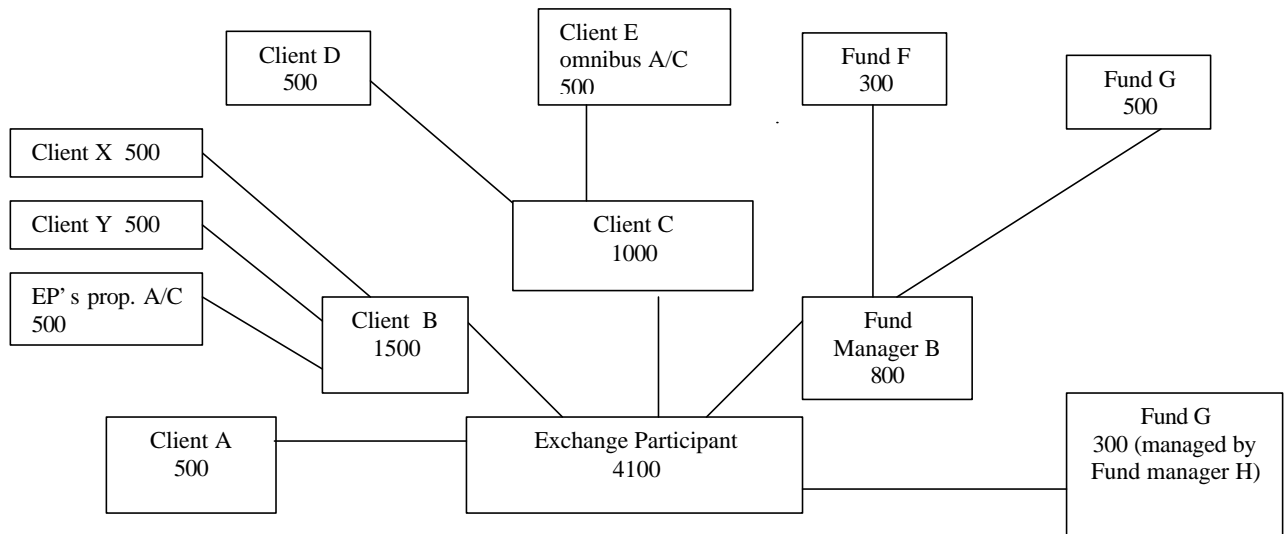 Client D
500
Client E
omnibus A/C
500
Fund F
300
Fund G
500
Client X 500
Client Y 500
EP's prop. A/C
500
Client C
1000
Client B
1500
Fund
Manager B
800
Client A
500
Exchange Participant
4100
Fund G
300 (managed by
Fund manager H)